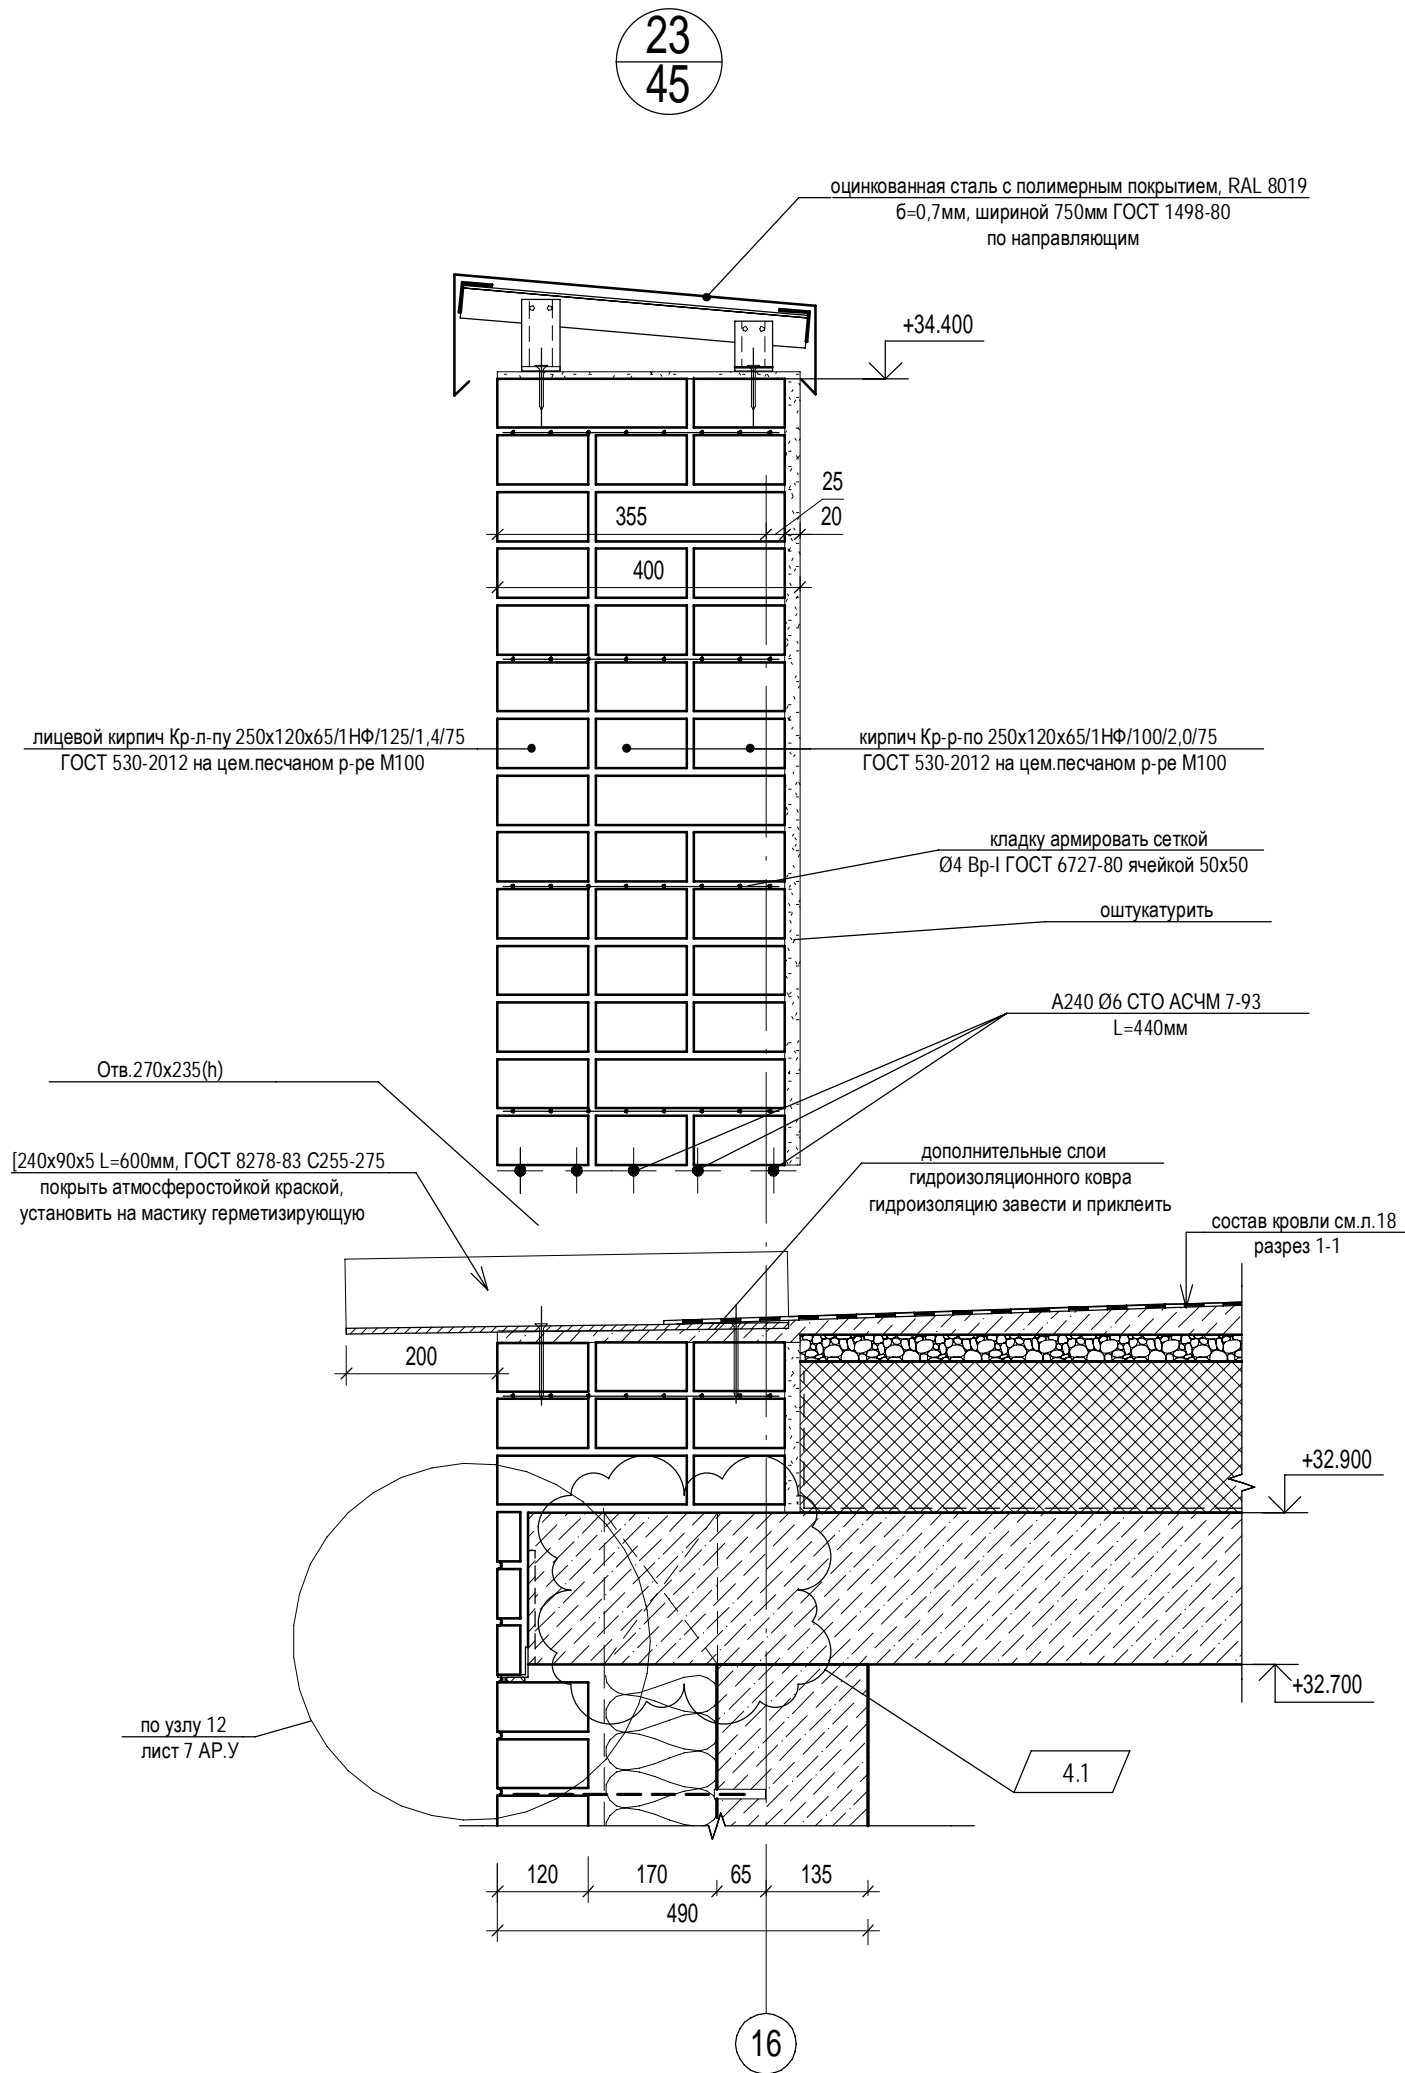 23
45
оцинкованная сталь с полимерным покрытием, RAL 8019
б=0,7мм, шириной 750мм ГОСТ 1498-80
по направляющим
+34.400
25
355
20
400
лицевой кирпич Кр-л-пу 250х120х65/1НФ/125/1,4/75
ГОСТ 530-2012 на цем.песчаном р-ре М100
кирпич Кр-р-по 250х120х65/1НФ/100/2,0/75
ГОСТ 530-2012 на цем.песчаном р-ре М100
кладку армировать сеткой
Ø4 Вр-I ГОСТ 6727-80 ячейкой 50х50
оштукатурить
А240 Ø6 СТО АСЧМ 7-93
L=440мм
Отв.270х235(h)
[240х90х5 L=600мм, ГОСТ 8278-83 С255-275
покрыть атмосферостойкой краской,
установить на мастику герметизирующую
дополнительные слои
гидроизоляционного ковра
гидроизоляцию завести и приклеить
состав кровли см.л.18
разрез 1-1
200
+32.900
+32.700
по узлу 12
лист 7 АР.У
4.1
120
170
65
135
490
16